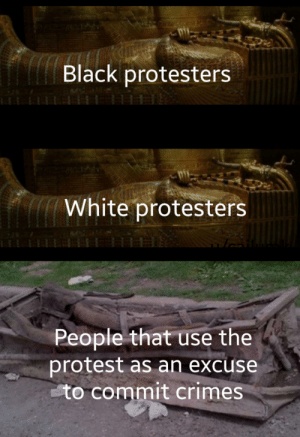 Black protesters
White protesters
People that use the
protest as an excuse
to commit crimes